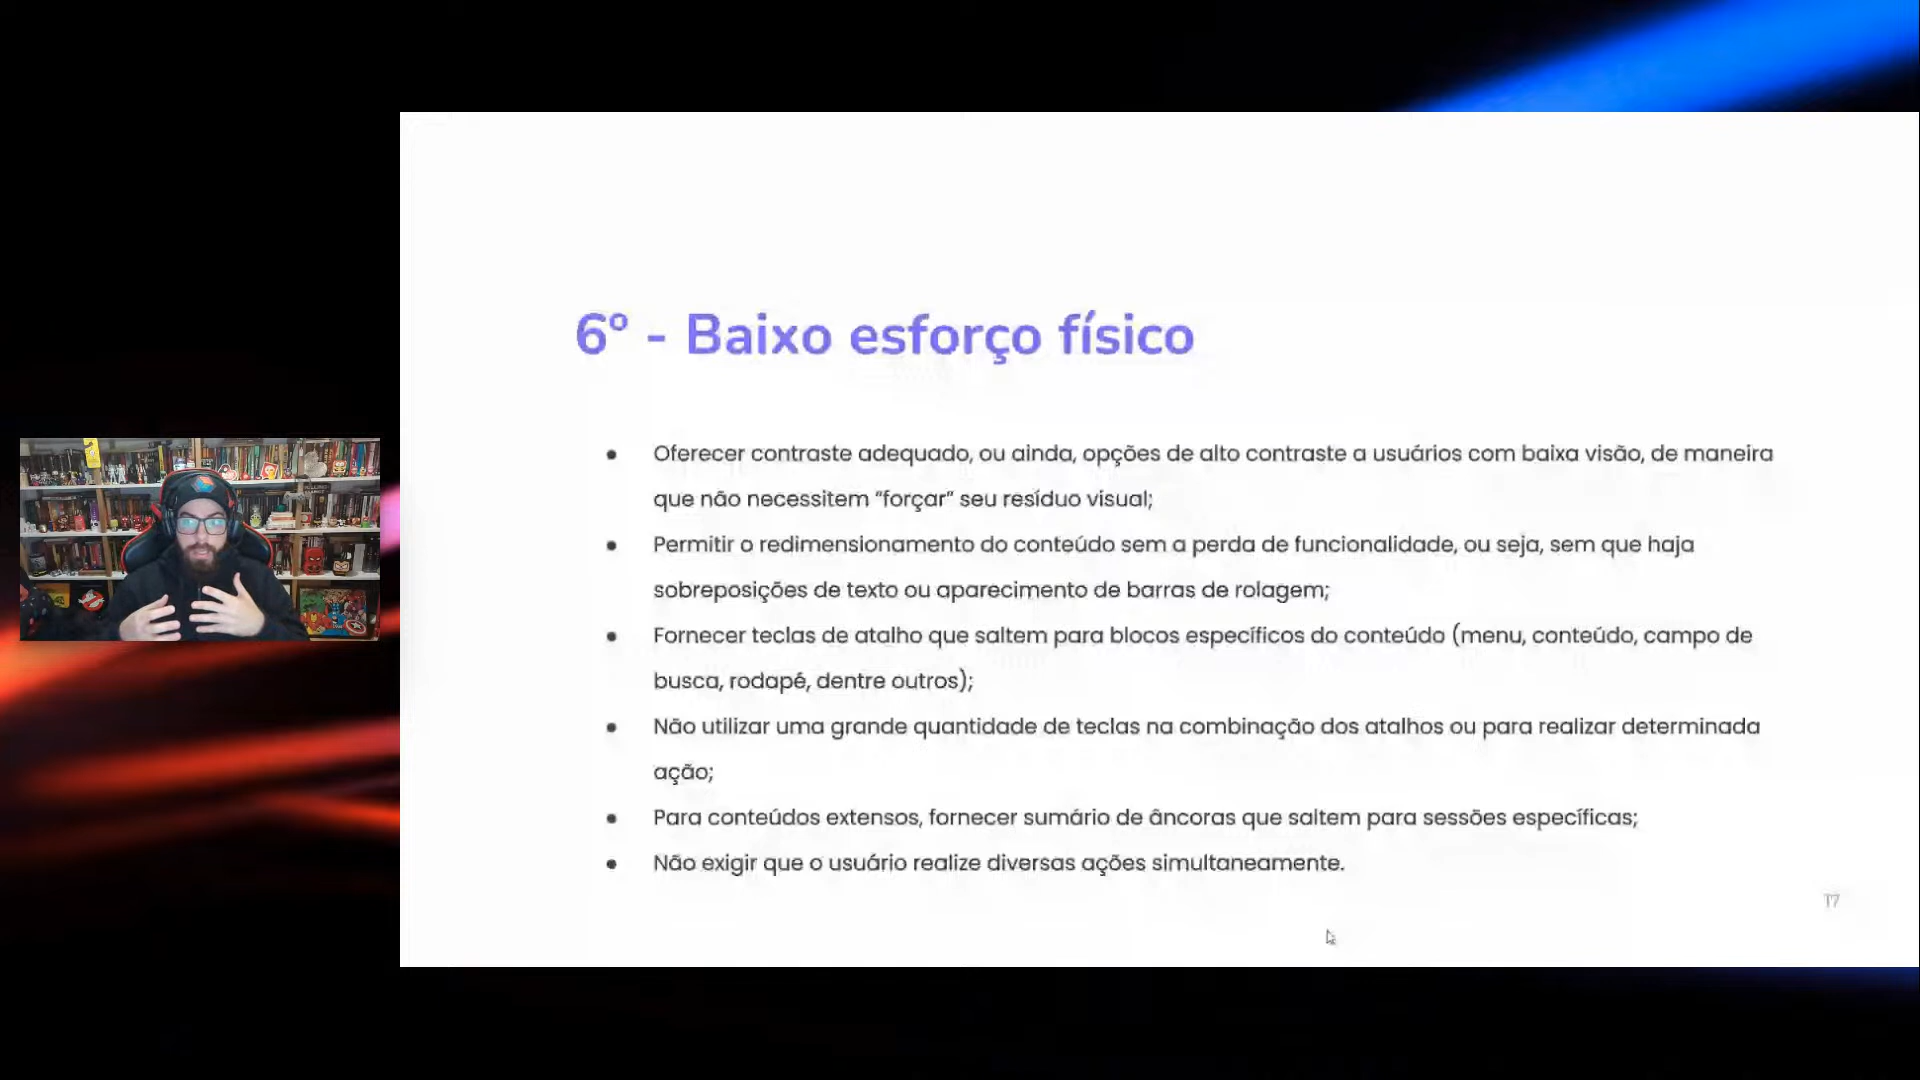 6º - Baixo esforço físico
● Oferecer contraste adequado, ou ainda, opções de alto contraste a usuários com baixa visão, de maneira
que não necessitem “forçar” seu resíduo visual;
● Permitir o redimensionamento do conteúdo sem a perda de funcionalidade, ou seja, sem que haja
sobreposições de texto ou aparecimento de barras de rolagem;
● Fornecer teclas de atalho que saltem para blocos específicos do conteúdo (menu, conteúdo, campo de
busca, rodapé, dentre outros);
● Não utilizar uma grande quantidade de teclas na combinação dos atalhos ou para realizar determinada
ação;
● Para conteúdos extensos, fornecer sumário de âncoras que saltem para sessões específicas;
● Não exigir que o usuário realize diversas ações simultaneamente.
17